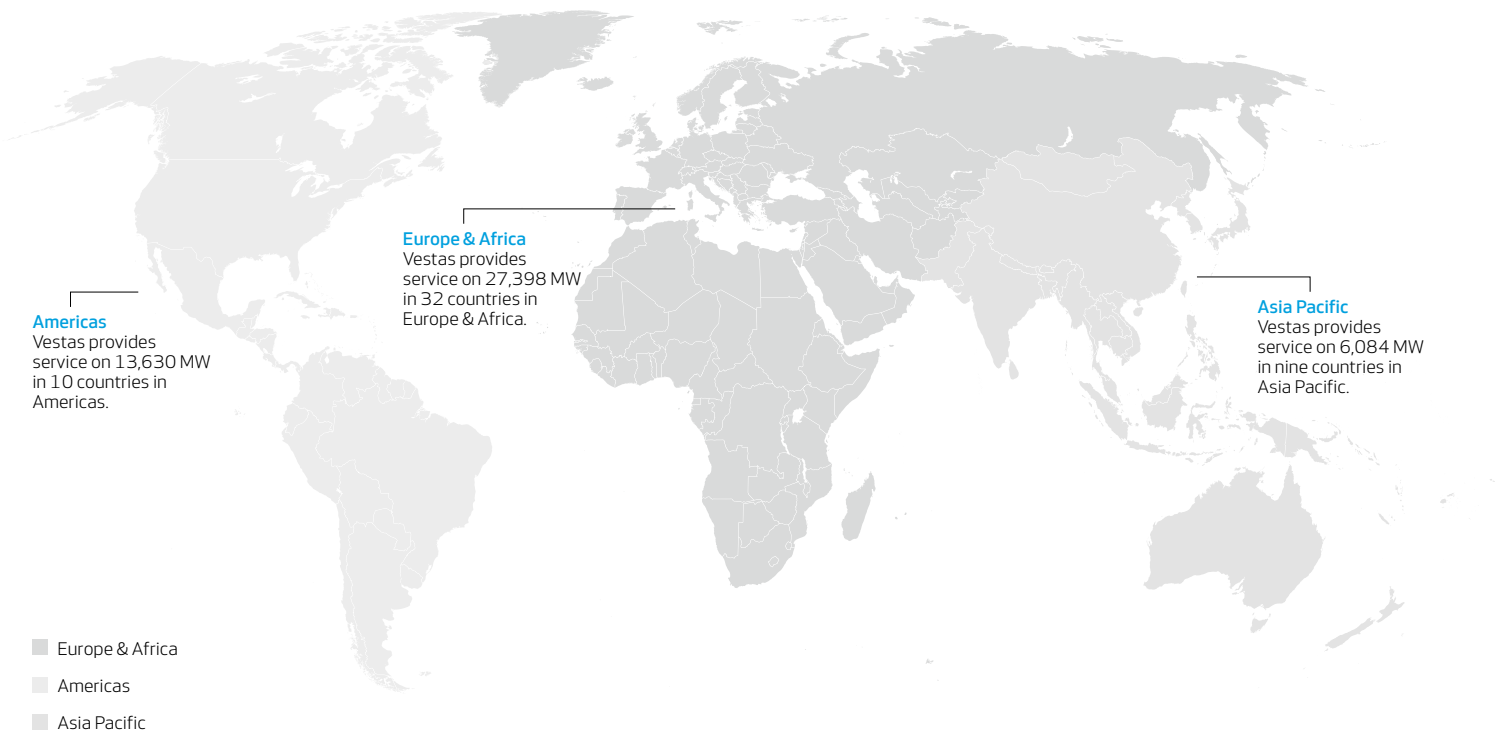 Europe & Africa
Vestas provides
service on 27,398 MW
in 32 countries in
Europe & Africa.
Americas
Vestas provides
service on 13,630 MW
in 10 countries in
Americas.
Asia Pacific
Vestas provides
service on 6,084 MW
in nine countries in
Asia Pacific.
Europe & Africa
Americas
Asia Pacific